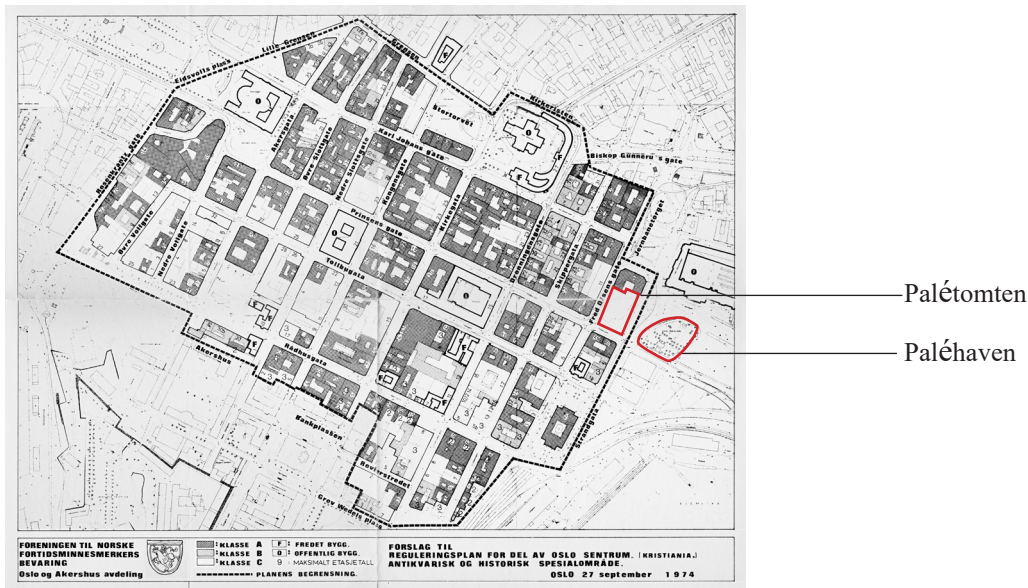 Lille Grensen
Grensen
Eidsvolls plass
Kirkeristen
Stortorvet
Akersgata
Øvre Slottsgate
Nedre Slottsgate
Karl Johans gate
Kongensgate
Biskop Gunnerus gate
Rosenkrantz gate
Jernbanetorget
Øvre Vollgate
Nedre Vollgate
Prinsens gate
Kirkegata
Dronningensgate
Skippergata
Fred Olsens gate
Tollbugata
Palétomten
Paléhaven
Akershus
Rådhusgata
Strandgata
Kankplassen
Revierstredet
Grev Wedels plass
FORENINGEN TIL NORSKE
FORTIDSMINNESMERKERS
BEVARING
Oslo og Akershus avdeling
:KLASSE A F : FREDET BYGG.
:KLASSE B O : OFFENTLIG BYGG.
:KLASSE C 9 : MAKSIMALT ETASJETALL
PLANENS BEGRENSNING.
FORSLAG TIL
REGULERINGSPLAN FOR DEL AV OSLO SENTRUM. (KRISTIANIA.)
ANTIKVARISK OG HISTORISK SPESIALOMRÅDE.
OSLO 27 september 1974